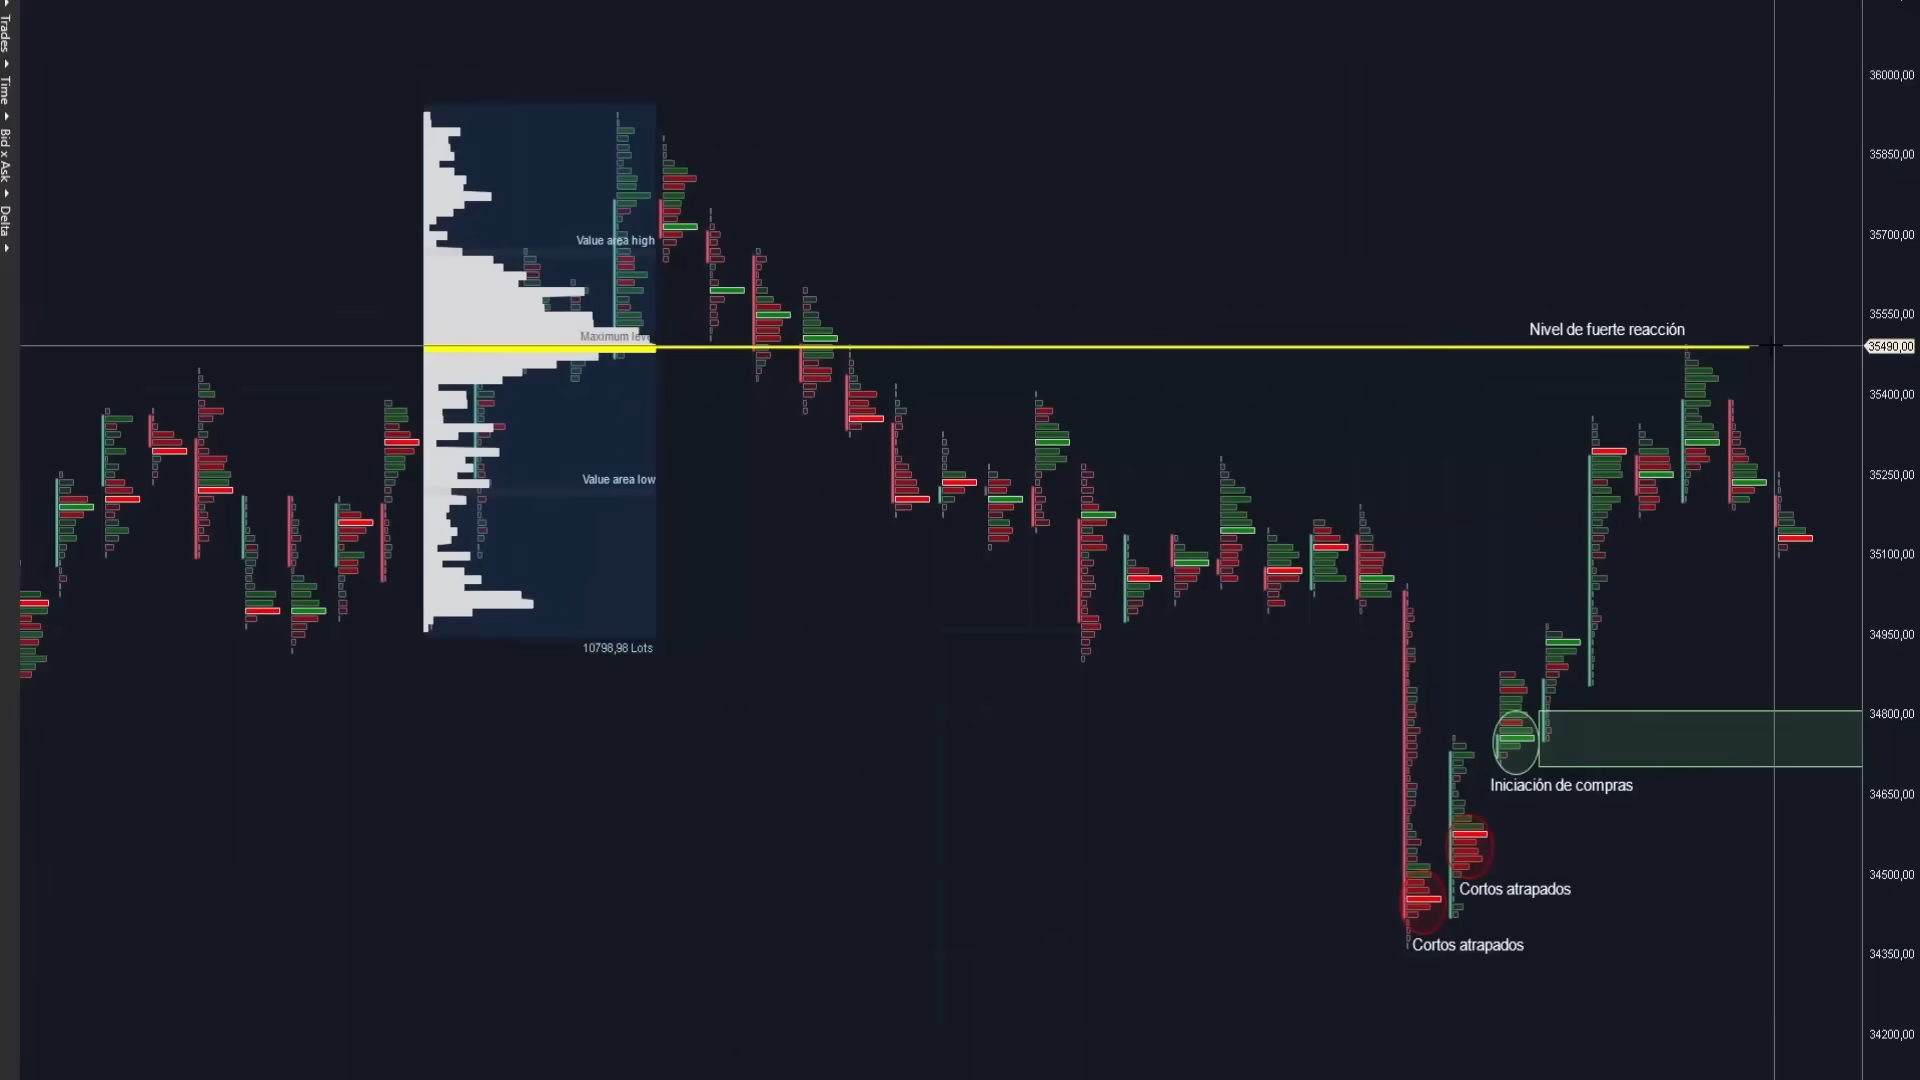 Trades
Time
Bid x Ask
Delta
Value area high
Maximum leve
Value area low
10798,98 Lots
Nivel de fuerte reacción
Iniciación de compras
Cortos atrapados
Cortos atrapados
36000,00
35850,00
35700,00
35550,00
35490,00
35400,00
35250,00
35100,00
34950,00
34800,00
34650,00
34500,00
34350,00
34200,00